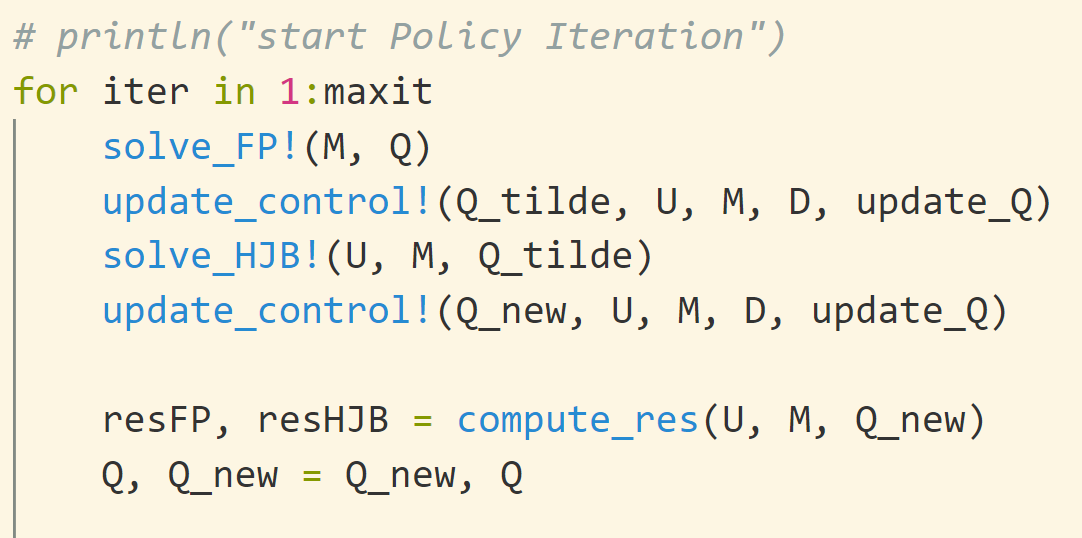 # println("start Policy Iteration")
for iter in 1:maxit
solve_FP!(M, Q)
update_control!(Q_tilde, U, M, D, update_Q)
solve_HJB!(U, M, Q_tilde)
update_control!(Q_new, U, M, D, update_Q)
resFP, resHJB = compute_res(U, M, Q_new)
Q, Q_new = Q_new, Q